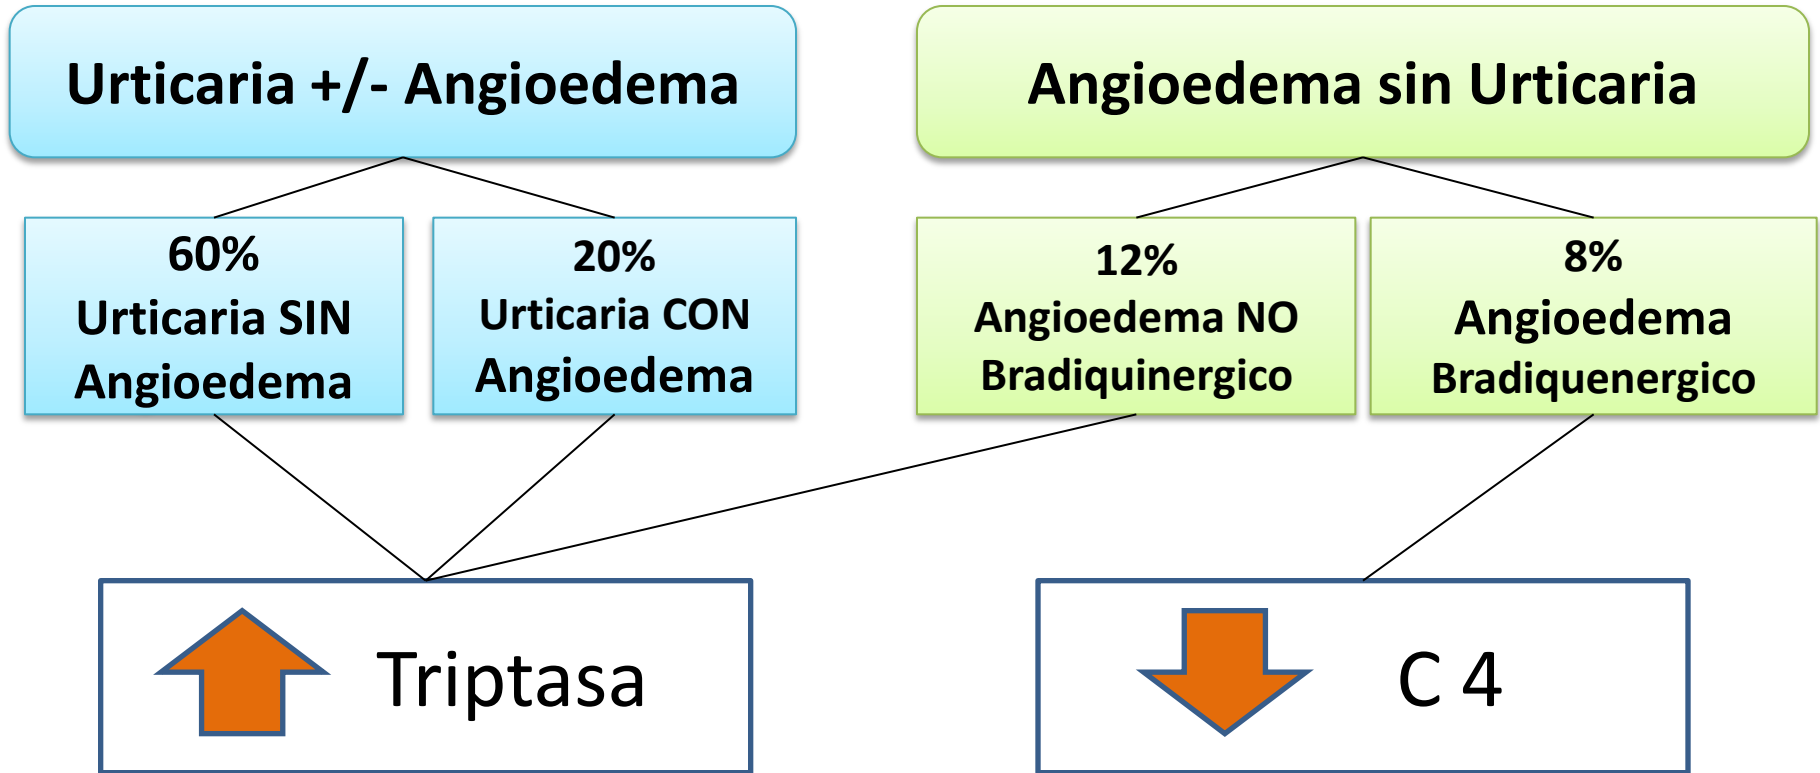 Urticaria +/- Angioedema
Angioedema sin Urticaria
60%
Urticaria SIN
Angioedema
20%
Urticaria CON
Angioedema
12%
Angioedema NO
Bradiquinergico
8%
Angioedema
Bradiquenergico
Triptasa
C 4